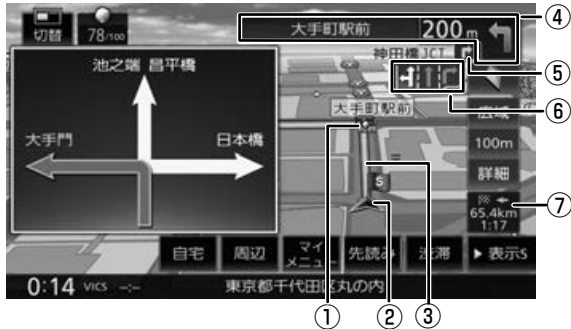 大手町駅前 200m ④
切替 78/100
神田橋JCT ⑤
池之端 昌平橋
⑥
大手町駅前 広域
大手門 日本橋
① 100m
詳細
S
65.4km ⑦
1:17
自宅 周辺 マイメニュー 先読み 渋滞 ▶表示S
0:14 VICS -:-- 東京都千代田区丸の内
① ② ③